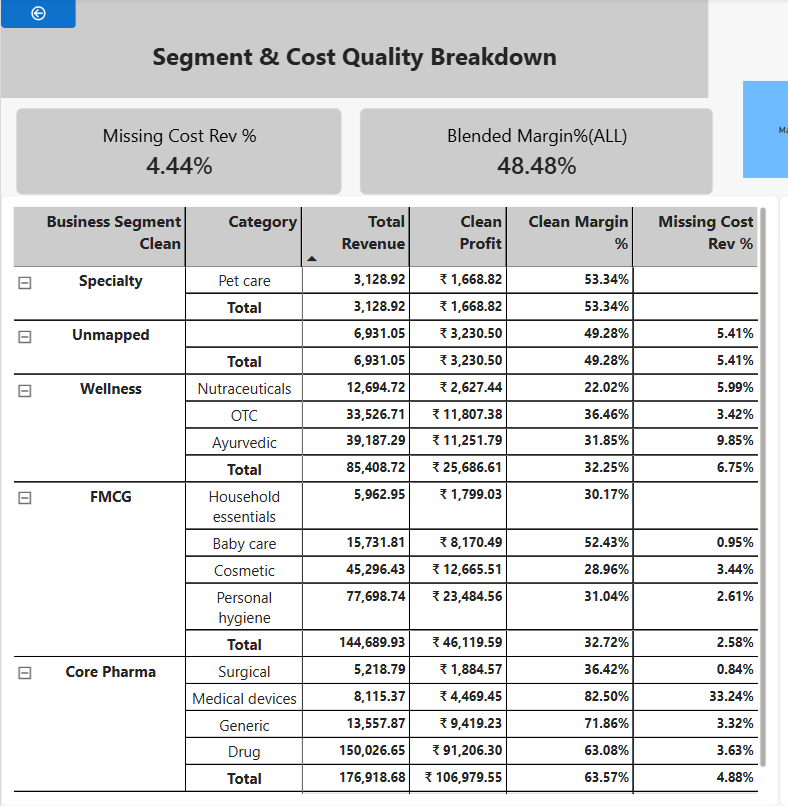 Segment & Cost Quality Breakdown
Missing Cost Rev %
4.44%
Blended Margin%(ALL)
48.48%
Business Segment Clean Category Total Revenue Clean Profit Clean Margin % Missing Cost Rev %
Specialty Pet care 3,128.92 ₹ 1,668.82 53.34%
Total 3,128.92 ₹ 1,668.82 53.34%
Unmapped 6,931.05 ₹ 3,230.50 49.28% 5.41%
Total 6,931.05 ₹ 3,230.50 49.28% 5.41%
Wellness Nutraceuticals 12,694.72 ₹ 2,627.44 22.02% 5.99%
OTC 33,526.71 ₹ 11,807.38 36.46% 3.42%
Ayurvedic 39,187.29 ₹ 11,251.79 31.85% 9.85%
Total 85,408.72 ₹ 25,686.61 32.25% 6.75%
FMCG Household essentials 5,962.95 ₹ 1,799.03 30.17%
Baby care 15,731.81 ₹ 8,170.49 52.43% 0.95%
Cosmetic 45,296.43 ₹ 12,665.51 28.96% 3.44%
Personal hygiene 77,698.74 ₹ 23,484.56 31.04% 2.61%
Total 144,689.93 ₹ 46,119.59 32.72% 2.58%
Core Pharma Surgical 5,218.79 ₹ 1,884.57 36.42% 0.84%
Medical devices 8,115.37 ₹ 4,469.45 82.50% 33.24%
Generic 13,557.87 ₹ 9,419.23 71.86% 3.32%
Drug 150,026.65 ₹ 91,206.30 63.08% 3.63%
Total 176,918.68 ₹ 106,979.55 63.57% 4.88%